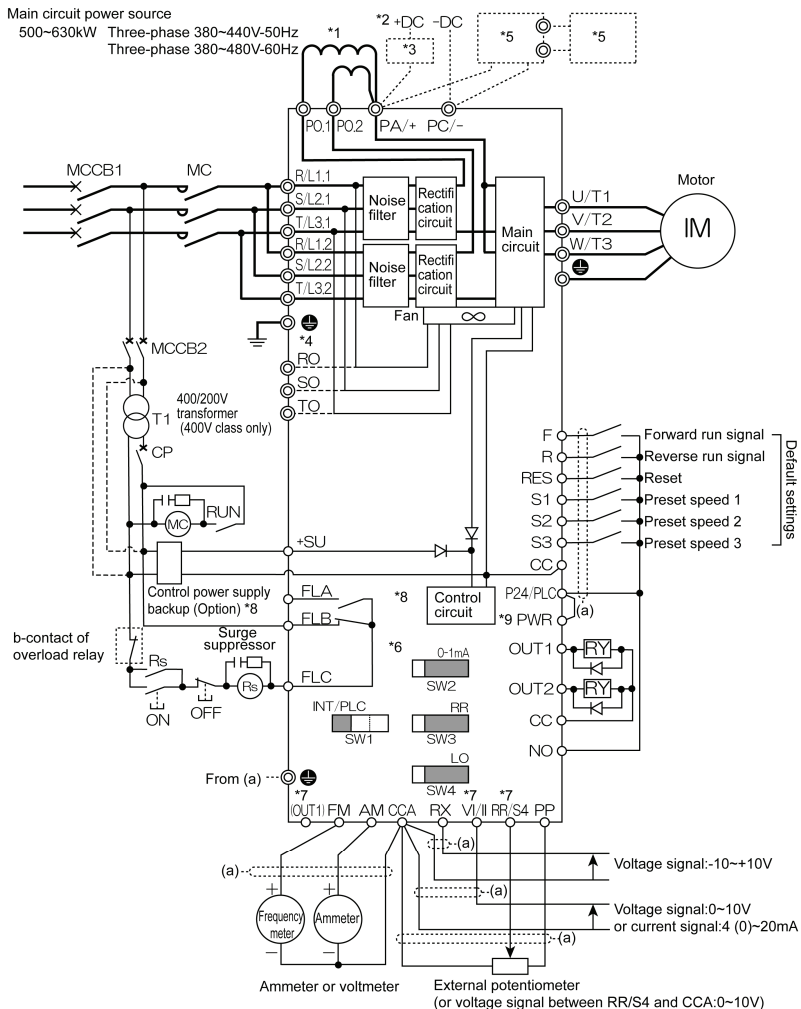 Main circuit power source
500~630kW Three-phase 380~440V-50Hz
Three-phase 380~480V-60Hz
*1
*2 +DC -DC
*3
*5
*5
PO.1 PO.2 PA/+ PC/-
MCCB1
MC
R/L1.1
S/L2.1
T/L3.1
R/L1.2
S/L2.2
T/L3.2
Noise
filter
Rectifi
cation
circuit
Noise
filter
Rectifi
cation
circuit
Main
circuit
Fan
U/T1
V/T2
W/T3
Motor
IM
*4
RO
SO
TO
MCCB2
400/200V
transformer
(400V class only)
T1
CP
RUN
MC
+SU
Control power supply
backup (Option) *8
FLA
FLB
FLC
b-contact of
overload relay
Surge
suppressor
Rs
Rs
ON
OFF
*8
Control
circuit
F
R
RES
S1
S2
S3
CC
P24/PLC
*9 PWR
(a)
OUT1
RY
OUT2
RY
CC
NO
Forward run signal
Reverse run signal
Reset
Preset speed 1
Preset speed 2
Preset speed 3
Default settings
*6
0-1mA
SW2
INT/PLC
SW1
RR
SW3
LO
SW4
From (a)
*7 *7 *7
(OUT1) FM AM CCA RX VI/II RR/S4 PP
(a)
(a)
(a)
(a)
+
Frequency
meter
−
+
Ammeter
−
Ammeter or voltmeter
Voltage signal:-10~+10V
Voltage signal:0~10V
or current signal:4 (0)~20mA
External potentiometer
(or voltage signal between RR/S4 and CCA:0~10V)